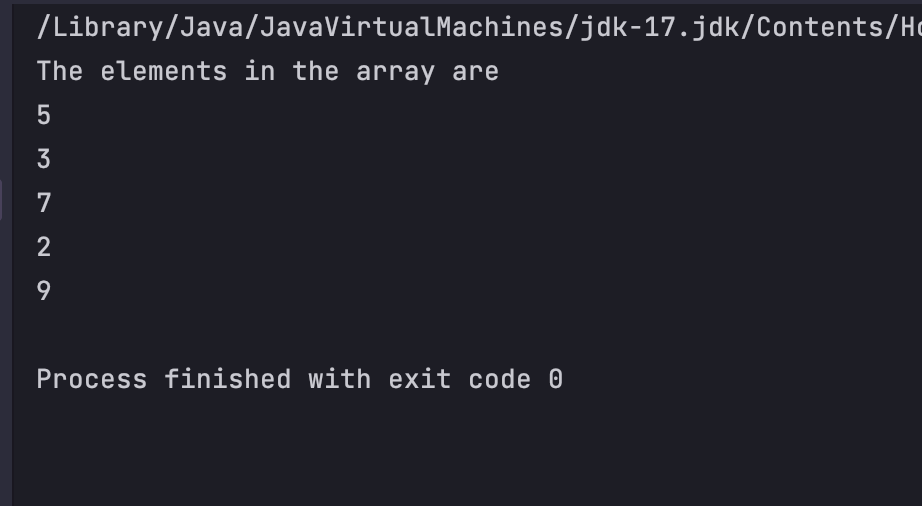 /Library/Java/JavaVirtualMachines/jdk-17.jdk/Contents/Ho
The elements in the array are
5
3
7
2
9
Process finished with exit code 0